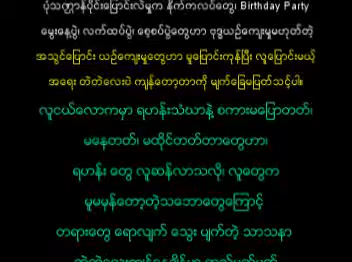 ပုံသဏ္ဍာန်ပိုင်းပြောင်းလဲမှုက နိုက်ကလပ်တွေ၊ Birthday Party
မွေးနေ့ပွဲ၊ လက်ထပ်ပွဲ၊ စေ့စပ်ပွဲတွေဟာ ဗုဒ္ဓယဉ်ကျေးမှုမဟုတ်တဲ့
အသွင်ပြောင်း ယဉ်ကျေးမှုတွေဟာ မူပြောင်းကုန်ပြီး လူပြောင်းမယ့်
အရေး တဲတဲလေးပဲ ကျန်တော့တာကို မျက်ခြေမပြတ်သင့်ပါ။
လူငယ်လောကမှာ ရဟန်းသံဃာနဲ့ စကားမပြောတတ်၊
မနေတတ်၊ မထိုင်တတ်တာတွေဟာ၊
ရဟန်း တွေ လူဆန်လာသလို၊ လူတွေက
မူမမှန်တော့တဲ့သဘောတွေကြောင့်
တရားတွေ ရောလျက် သွေး ပျက်တဲ့ သာသနာ